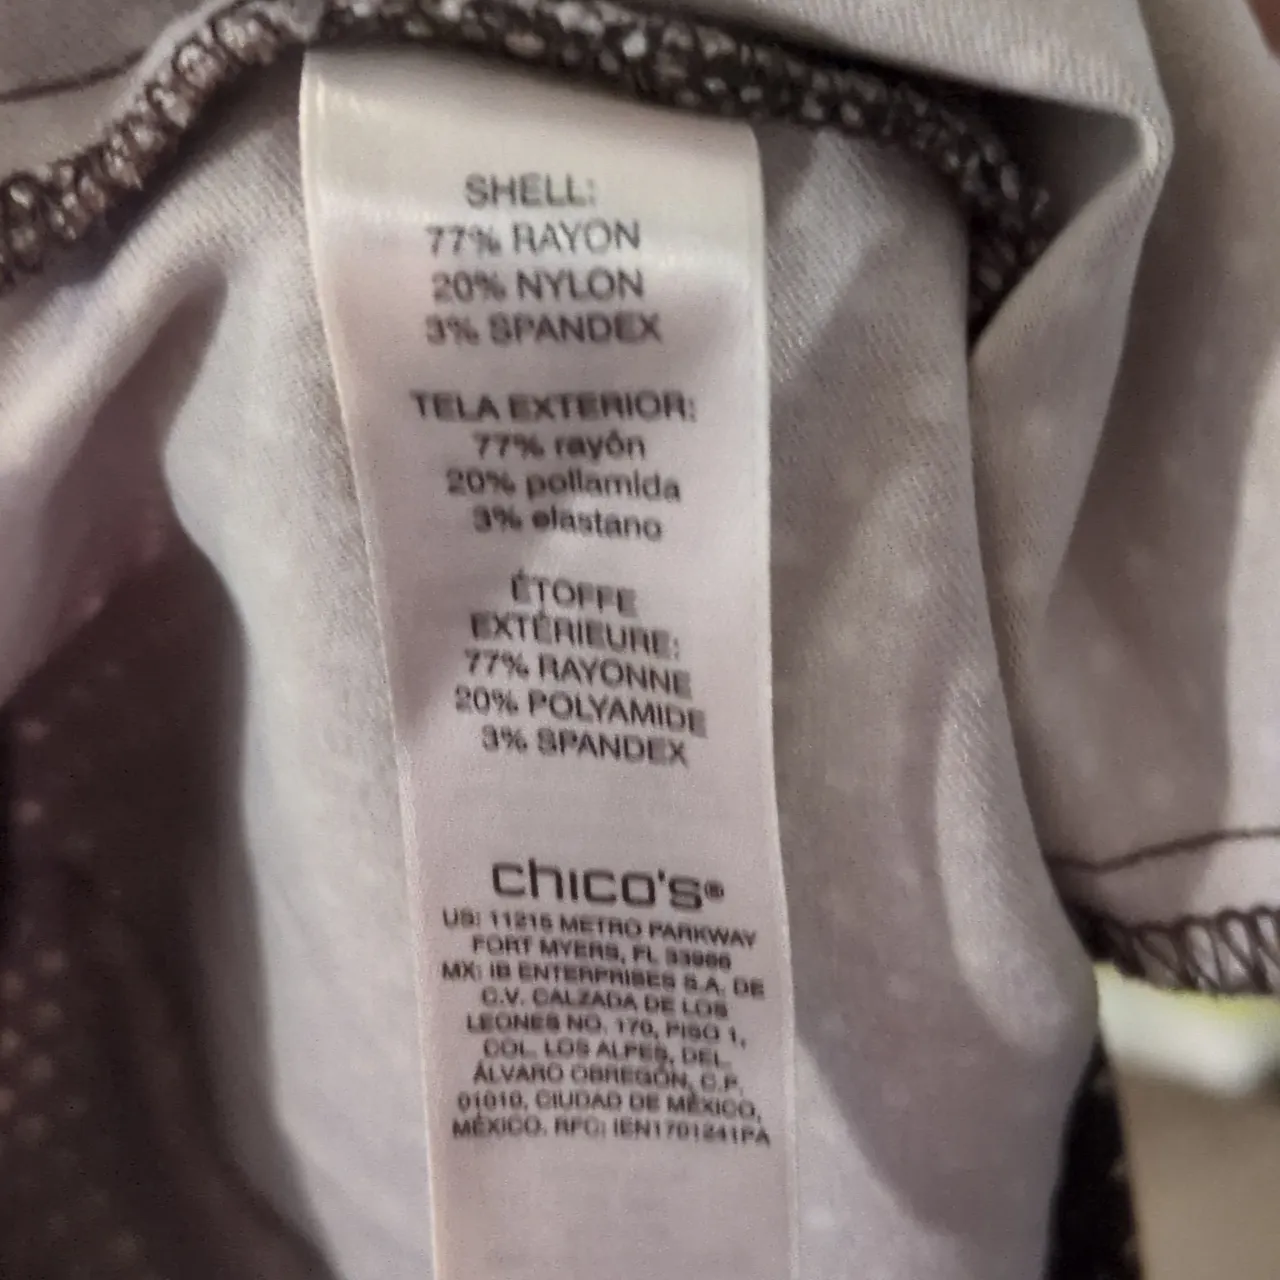 SHELL:
77% RAYON
20% NYLON
3% SPANDEX
TELA EXTERIOR:
77% rayón
20% poliamida
3% elastano
ÉTOFFE
EXTÉRIEURE:
77% RAYONNE
20% POLYAMIDE
3% SPANDEX
chico's®
US: 11215 METRO PARKWAY
FORT MYERS, FL 33966
MX: IB ENTERPRISES S.A. DE
C.V. CALZADA DE LOS
LEONES NO. 170, PISO 1,
COL. LOS ALPES, DEL.
ÁLVARO OBREGÓN, C.P.
01010, CIUDAD DE MÉXICO,
MÉXICO. RFC: IEN1701241PA